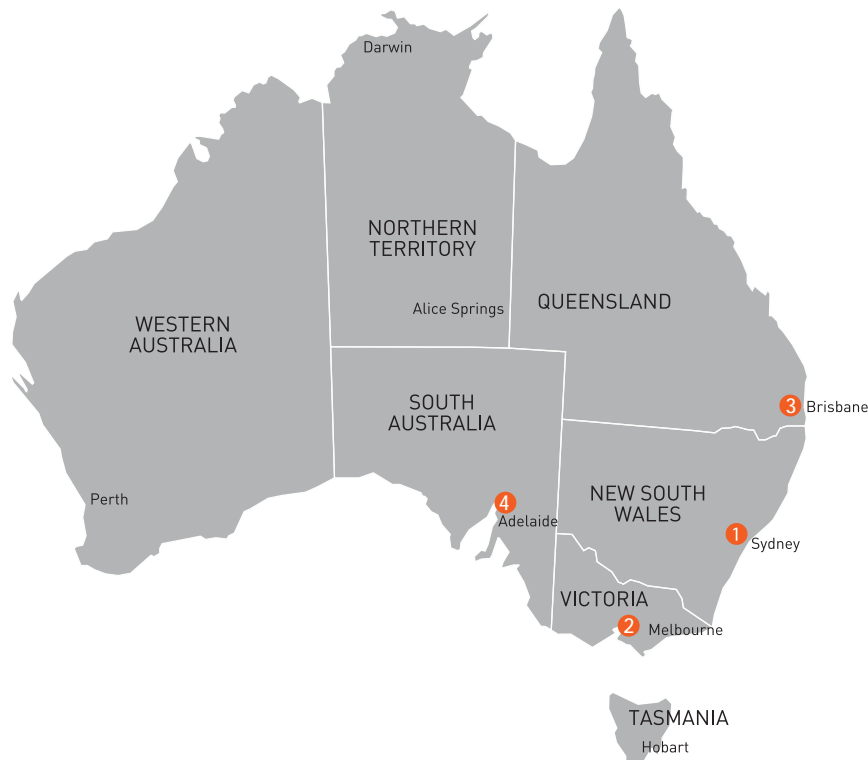 Darwin
NORTHERN
TERRITORY
Alice Springs
QUEENSLAND
WESTERN
AUSTRALIA
SOUTH
AUSTRALIA
3 Brisbane
Perth
4
Adelaide
NEW SOUTH
WALES
1
Sydney
VICTORIA
2 Melbourne
TASMANIA
Hobart